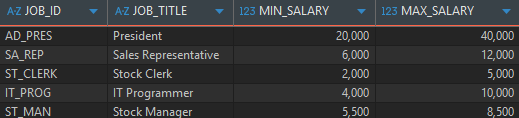 A-Z JOB_ID A-Z JOB_TITLE 123 MIN_SALARY 123 MAX_SALARY
AD_PRES President 20,000 40,000
SA_REP Sales Representative 6,000 12,000
ST_CLERK Stock Clerk 2,000 5,000
IT_PROG IT Programmer 4,000 10,000
ST_MAN Stock Manager 5,500 8,500